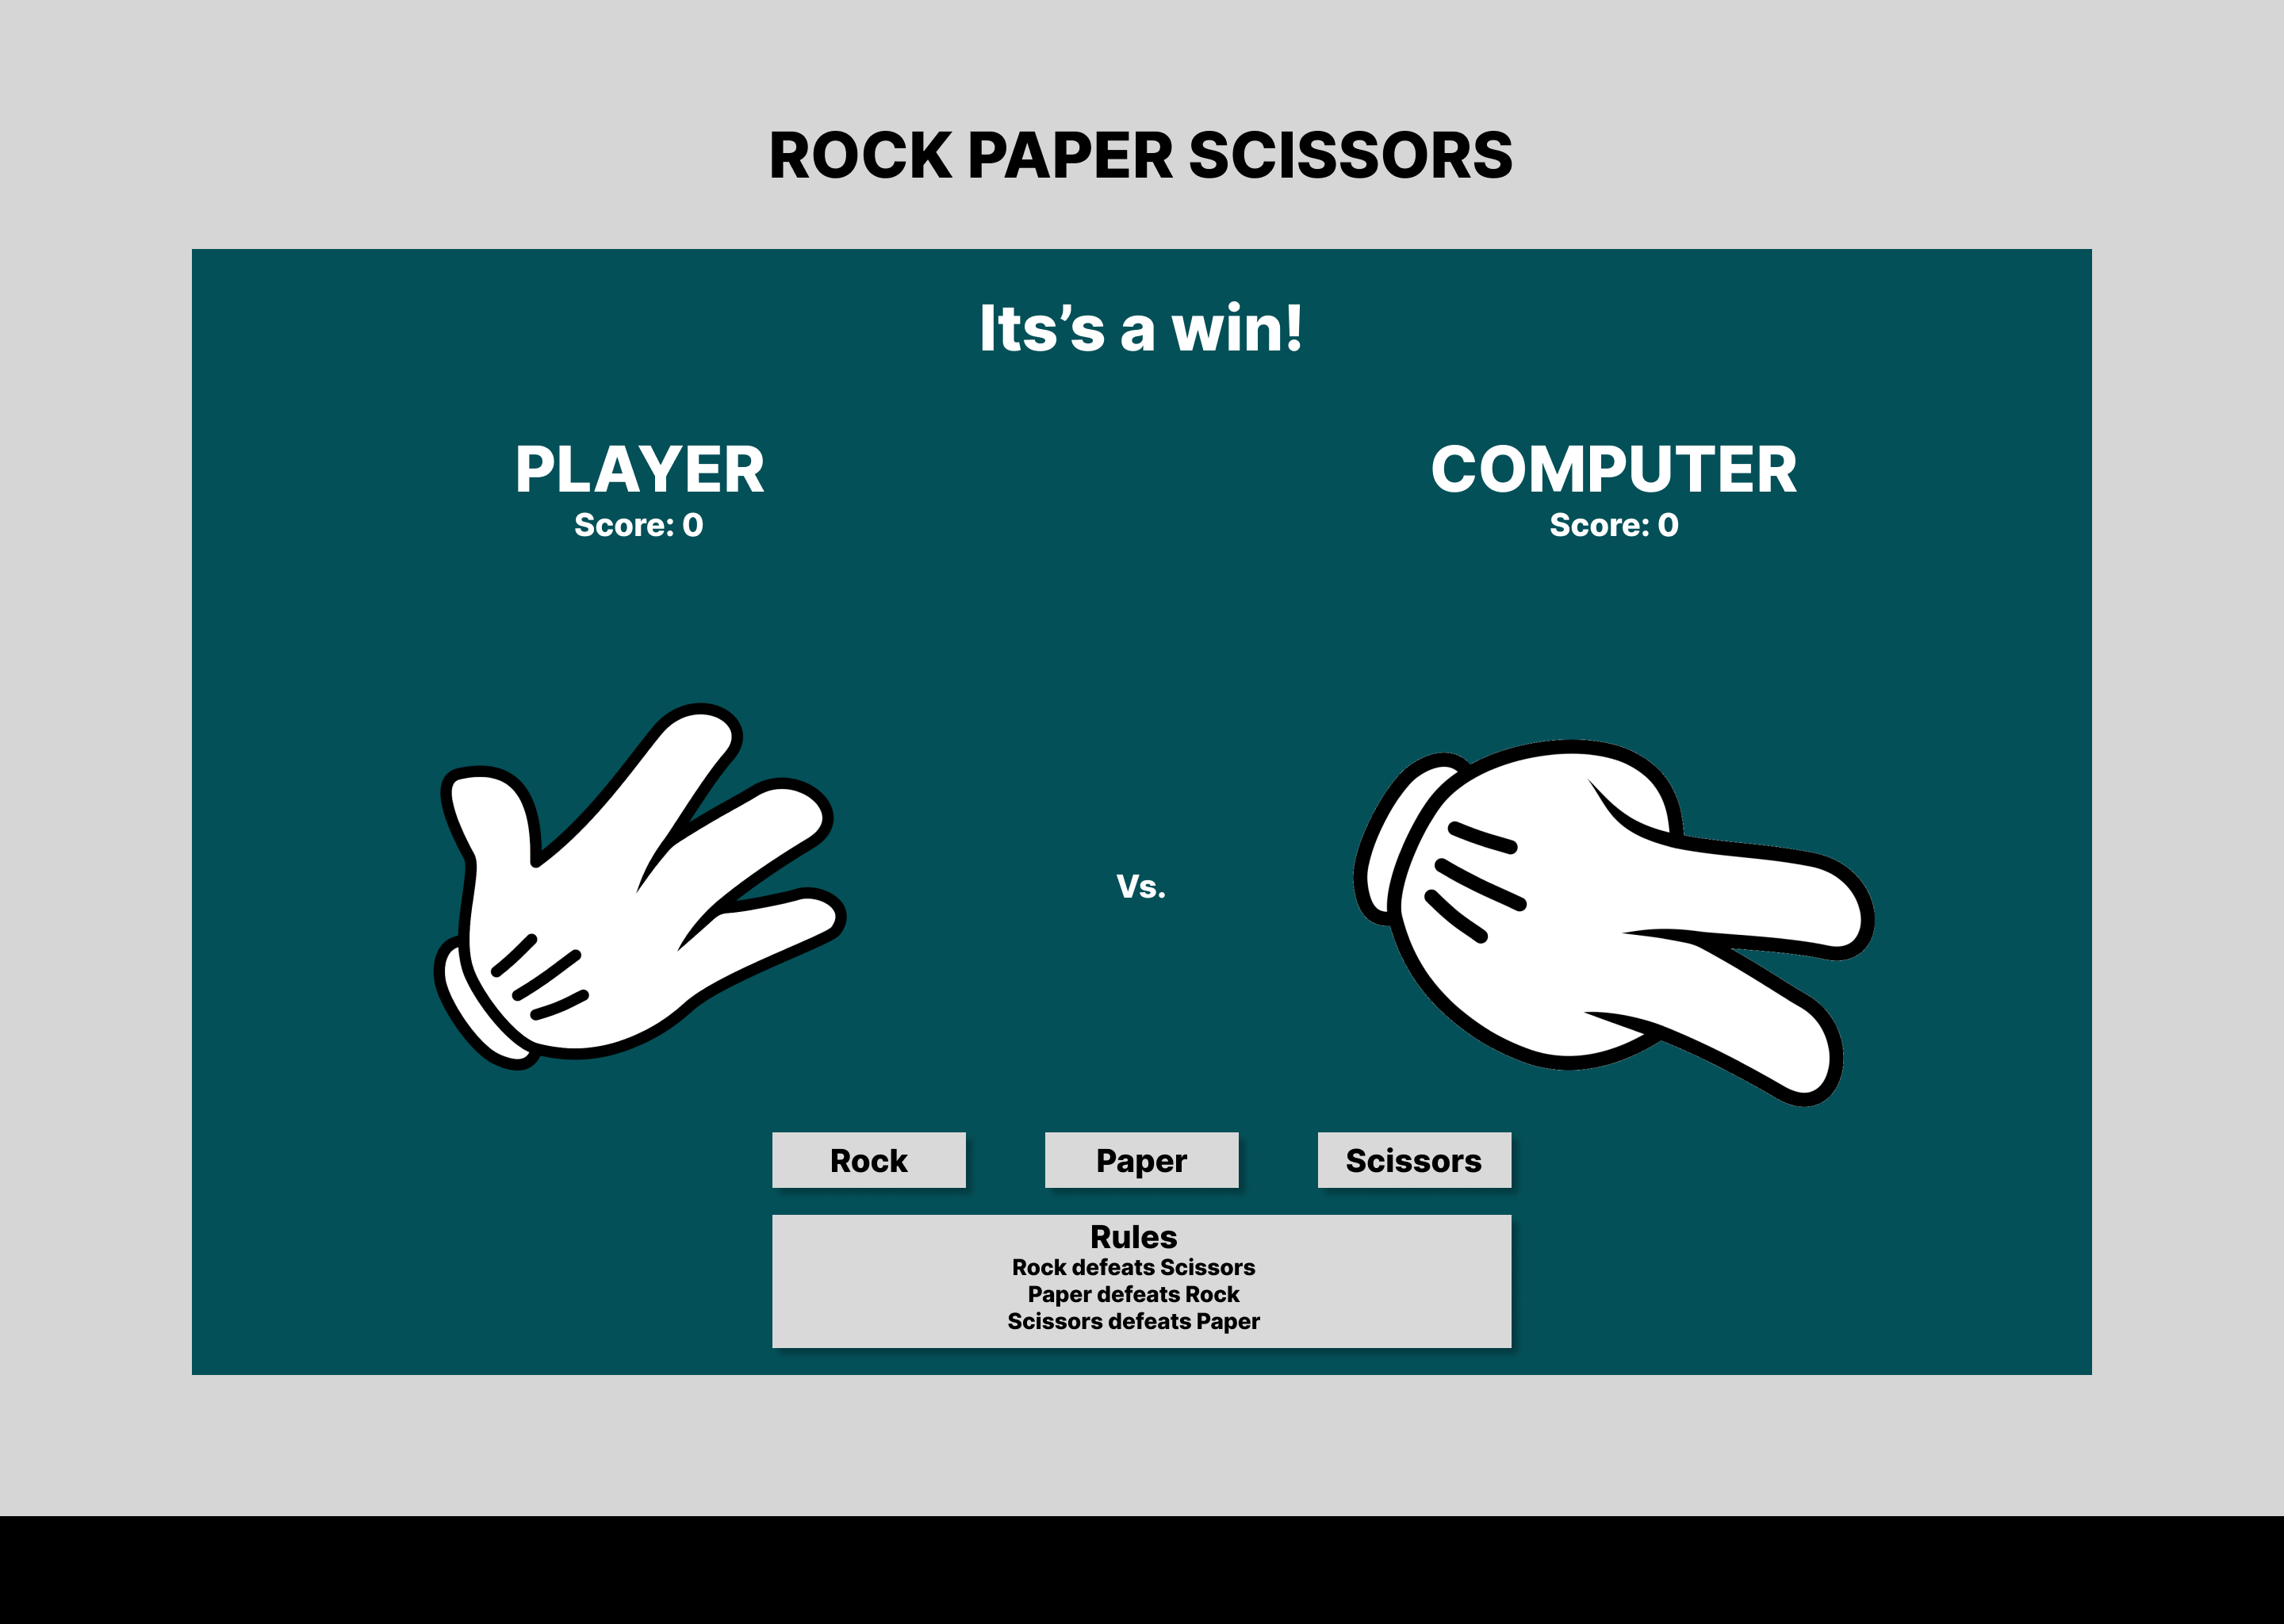 ROCK PAPER SCISSORS
Its’s a win!
PLAYER
Score: 0
COMPUTER
Score: 0
Vs.
Rock
Paper
Scissors
Rules
Rock defeats Scissors
Paper defeats Rock
Scissors defeats Paper